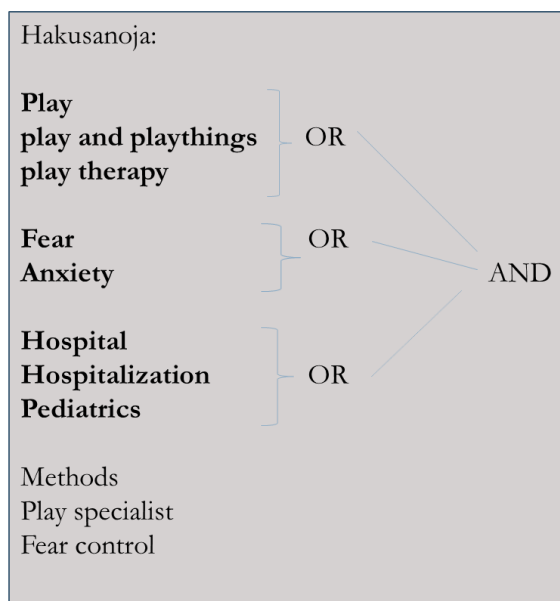 Hakusanoja:
Play
play and playthings OR
play therapy
Fear OR
Anxiety AND
Hospital
Hospitalization OR
Pediatrics
Methods
Play specialist
Fear control